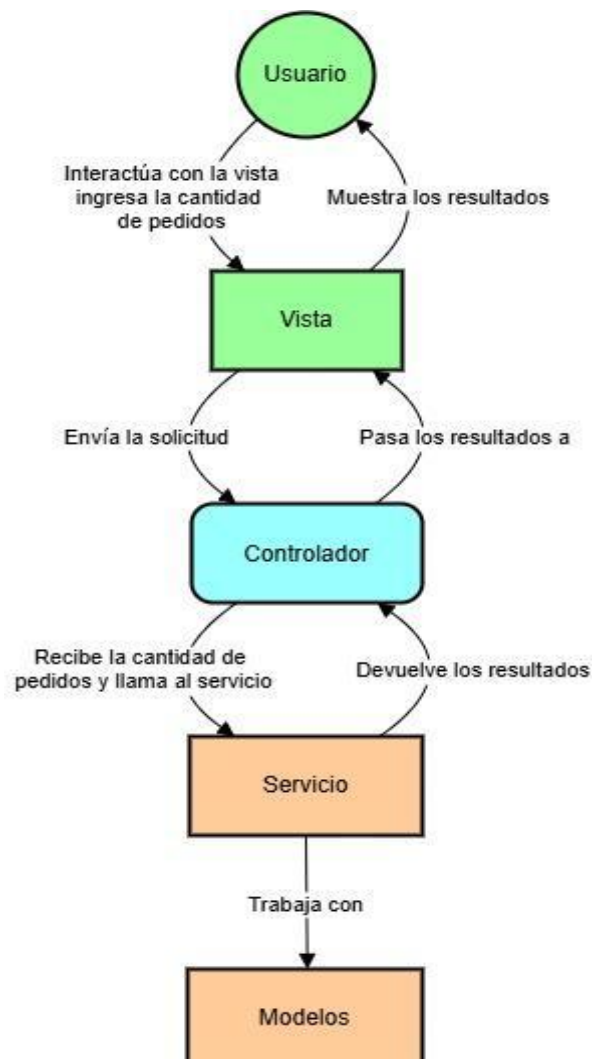 Usuario
Interactúa con la vista
ingresa la cantidad
de pedidos
Muestra los resultados
Vista
Envía la solicitud
Pasa los resultados a
Controlador
Recibe la cantidad de
pedidos y llama al servicio
Devuelve los resultados
Servicio
Trabaja con
Modelos